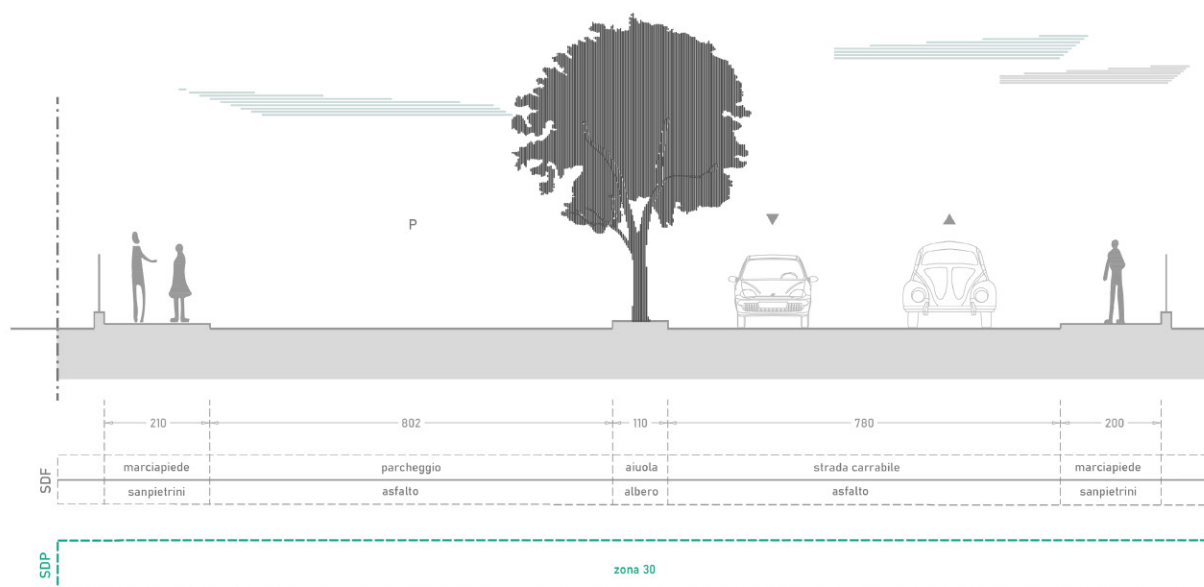 P
210
802
110
780
200
SDF
marciapiede
parcheggio
aiuola
strada carrabile
marciapiede
sanpietrini
asfalto
albero
asfalto
sanpietrini
SDP
zona 30